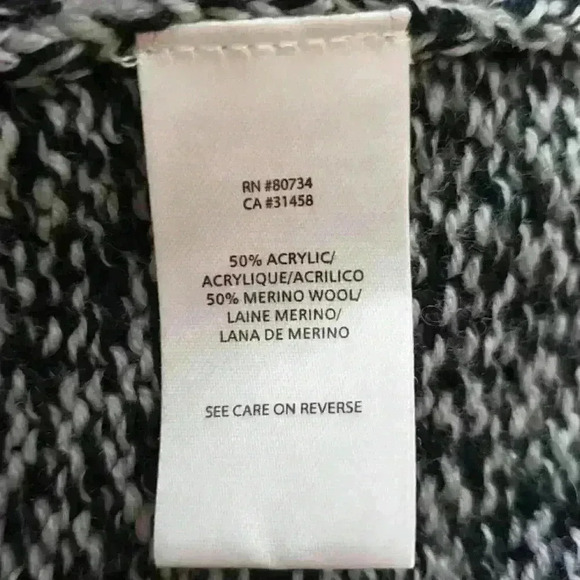 RN #80734
CA #31458
50% ACRYLIC/
ACRYLIQUE/ACRILICO
50% MERINO WOOL/
LAINE MERINO/
LANA DE MERINO
SEE CARE ON REVERSE